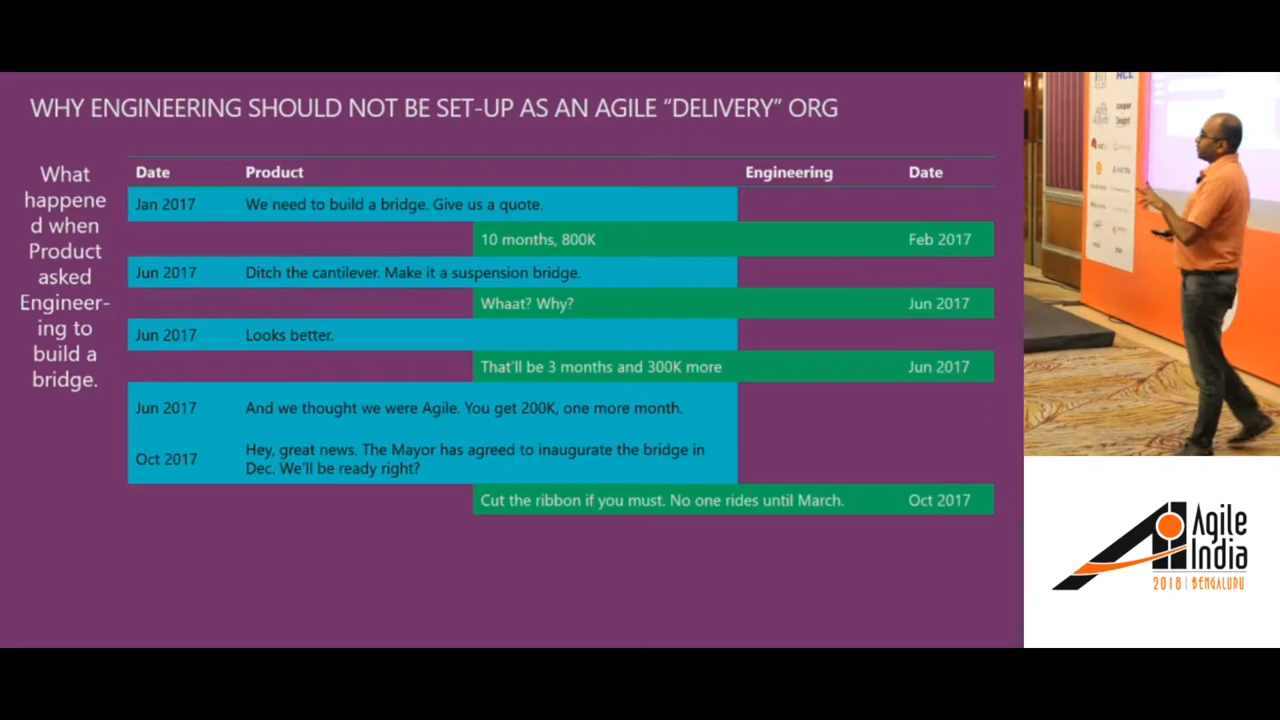 WHY ENGINEERING SHOULD NOT BE SET-UP AS AN AGILE “DELIVERY” ORG
What
happene
d when
Product
asked
Engineer-
ing to
build a
bridge.
Date Product Engineering Date
Jan 2017 We need to build a bridge. Give us a quote.
10 months, 800K Feb 2017
Jun 2017 Ditch the cantilever. Make it a suspension bridge.
Whaat? Why? Jun 2017
Jun 2017 Looks better.
That’ll be 3 months and 300K more Jun 2017
Jun 2017 And we thought we were Agile. You get 200K, one more month.
Oct 2017 Hey, great news. The Mayor has agreed to inaugurate the bridge in
Dec. We’ll be ready right?
Cut the ribbon if you must. No one rides until March. Oct 2017
HCL
cooper
Agile
India
2018 | BENGALURU